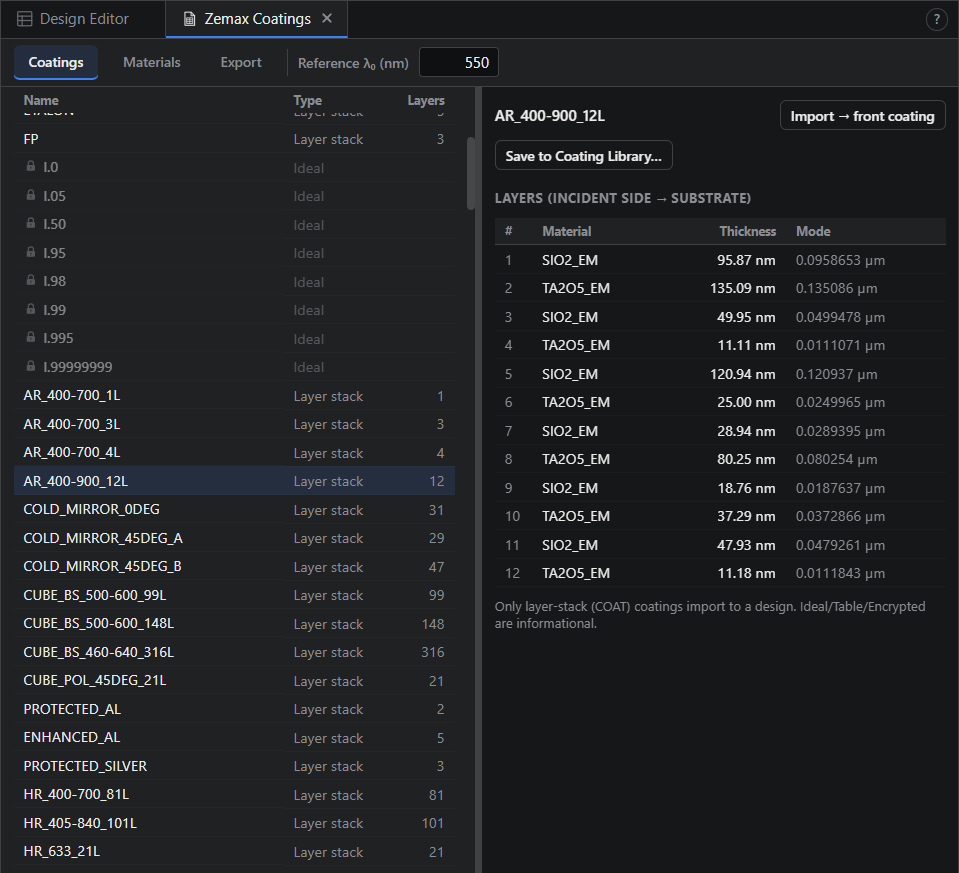 Design Editor
Zemax Coatings ×
?
Coatings Materials Export Reference λ₀ (nm) 550
Name Type Layers
ETALON Layer stack
FP Layer stack 3
I.0 Ideal
I.05 Ideal
I.50 Ideal
I.95 Ideal
I.98 Ideal
I.99 Ideal
I.995 Ideal
I.99999999 Ideal
AR_400-700_1L Layer stack 1
AR_400-700_3L Layer stack 3
AR_400-700_4L Layer stack 4
AR_400-900_12L Layer stack 12
COLD_MIRROR_0DEG Layer stack 31
COLD_MIRROR_45DEG_A Layer stack 29
COLD_MIRROR_45DEG_B Layer stack 47
CUBE_BS_500-600_99L Layer stack 99
CUBE_BS_500-600_148L Layer stack 148
CUBE_BS_460-640_316L Layer stack 316
CUBE_POL_45DEG_21L Layer stack 21
PROTECTED_AL Layer stack 2
ENHANCED_AL Layer stack 5
PROTECTED_SILVER Layer stack 3
HR_400-700_81L Layer stack 81
HR_405-840_101L Layer stack 101
HR_633_21L Layer stack 21
AR_400-900_12L
Import → front coating
Save to Coating Library...
LAYERS (INCIDENT SIDE → SUBSTRATE)
# Material Thickness Mode
1 SIO2_EM 95.87 nm 0.0958653 µm
2 TA2O5_EM 135.09 nm 0.135086 µm
3 SIO2_EM 49.95 nm 0.0499478 µm
4 TA2O5_EM 11.11 nm 0.0111071 µm
5 SIO2_EM 120.94 nm 0.120937 µm
6 TA2O5_EM 25.00 nm 0.0249965 µm
7 SIO2_EM 28.94 nm 0.0289395 µm
8 TA2O5_EM 80.25 nm 0.080254 µm
9 SIO2_EM 18.76 nm 0.0187637 µm
10 TA2O5_EM 37.29 nm 0.0372866 µm
11 SIO2_EM 47.93 nm 0.0479261 µm
12 TA2O5_EM 11.18 nm 0.0111843 µm
Only layer-stack (COAT) coatings import to a design. Ideal/Table/Encrypted
are informational.